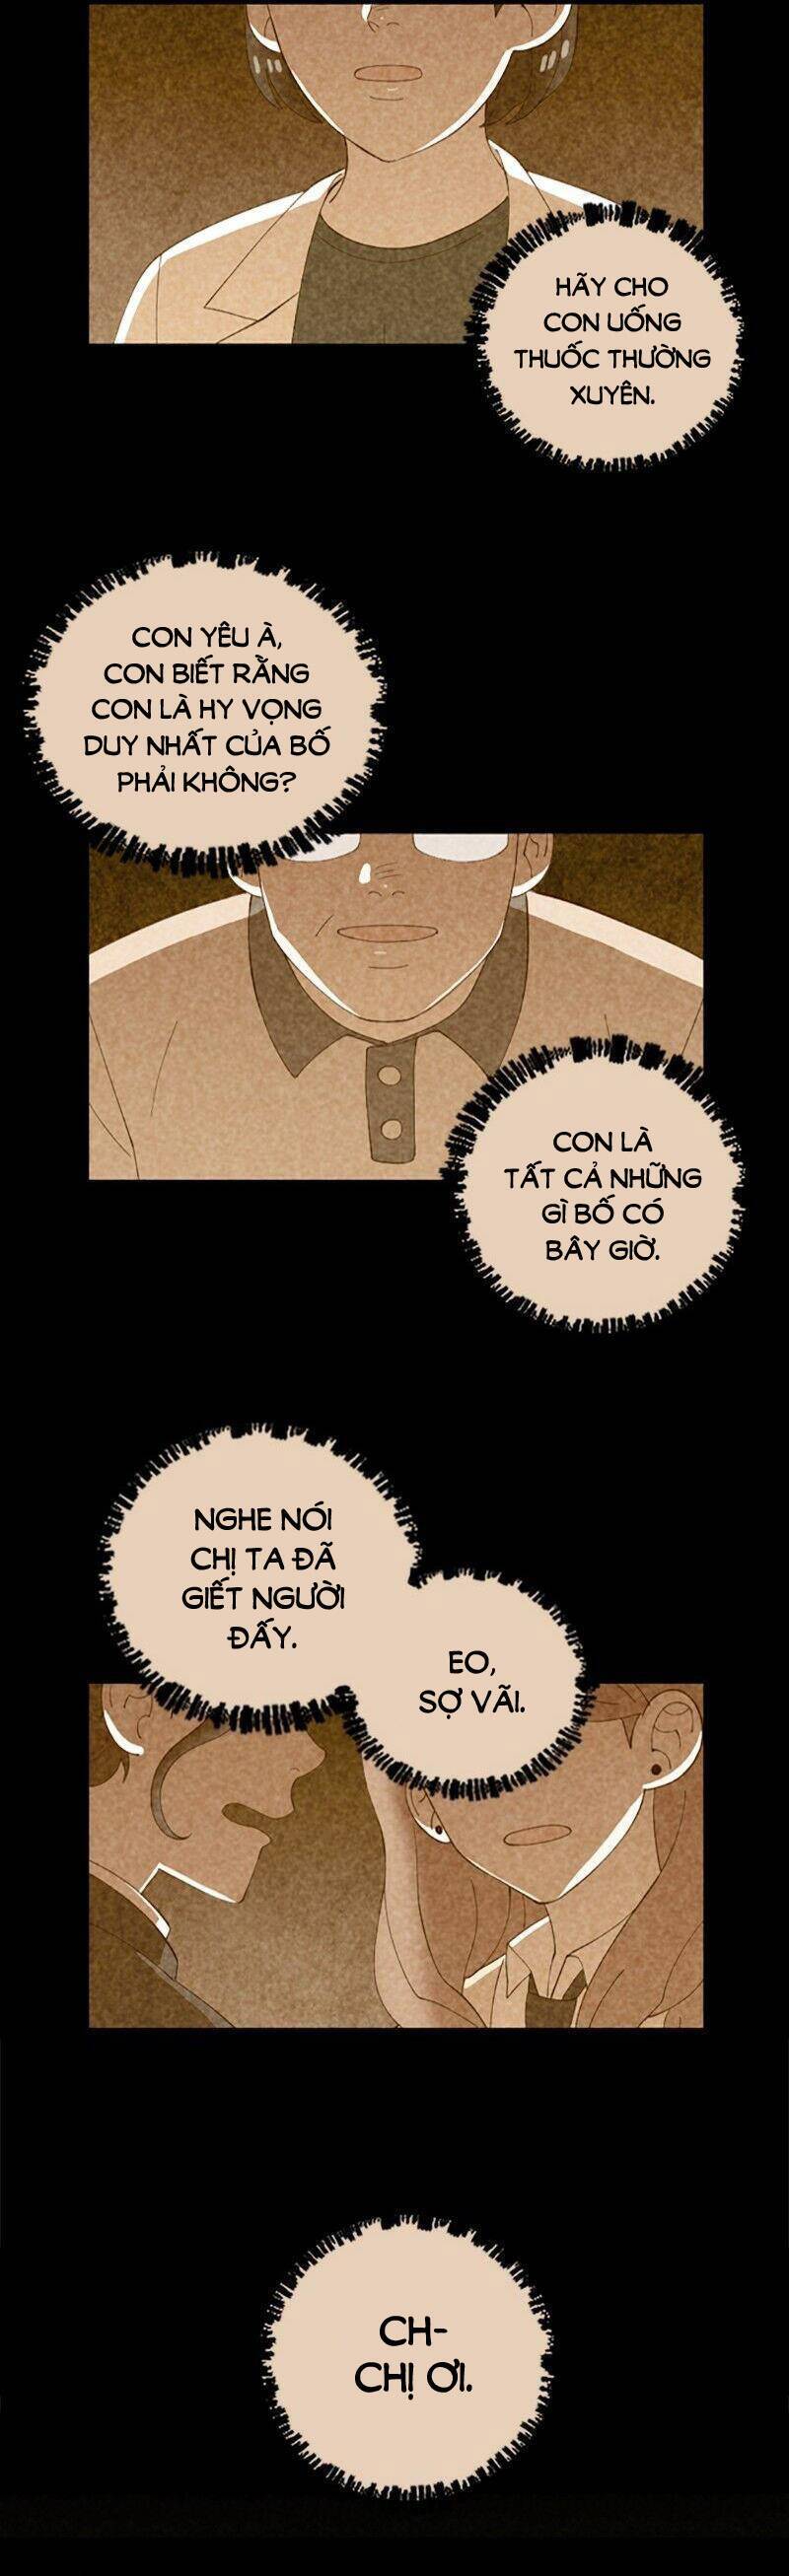 HÃY CHO
CON UỐNG
THUỐC THƯỜNG
XUYÊN.
CON YÊU À,
CON BIẾT RẰNG
CON LÀ HY VỌNG
DUY NHẤT CỦA BỐ
PHẢI KHÔNG?
CON LÀ
TẤT CẢ NHỮNG
GÌ BỐ CÓ
BÂY GIỜ.
NGHE NÓI
CHỊ TA ĐÃ
GIẾT NGƯỜI
ĐẤY.
EO,
SỢ VÃI.
CH-
CHỊ ƠI.